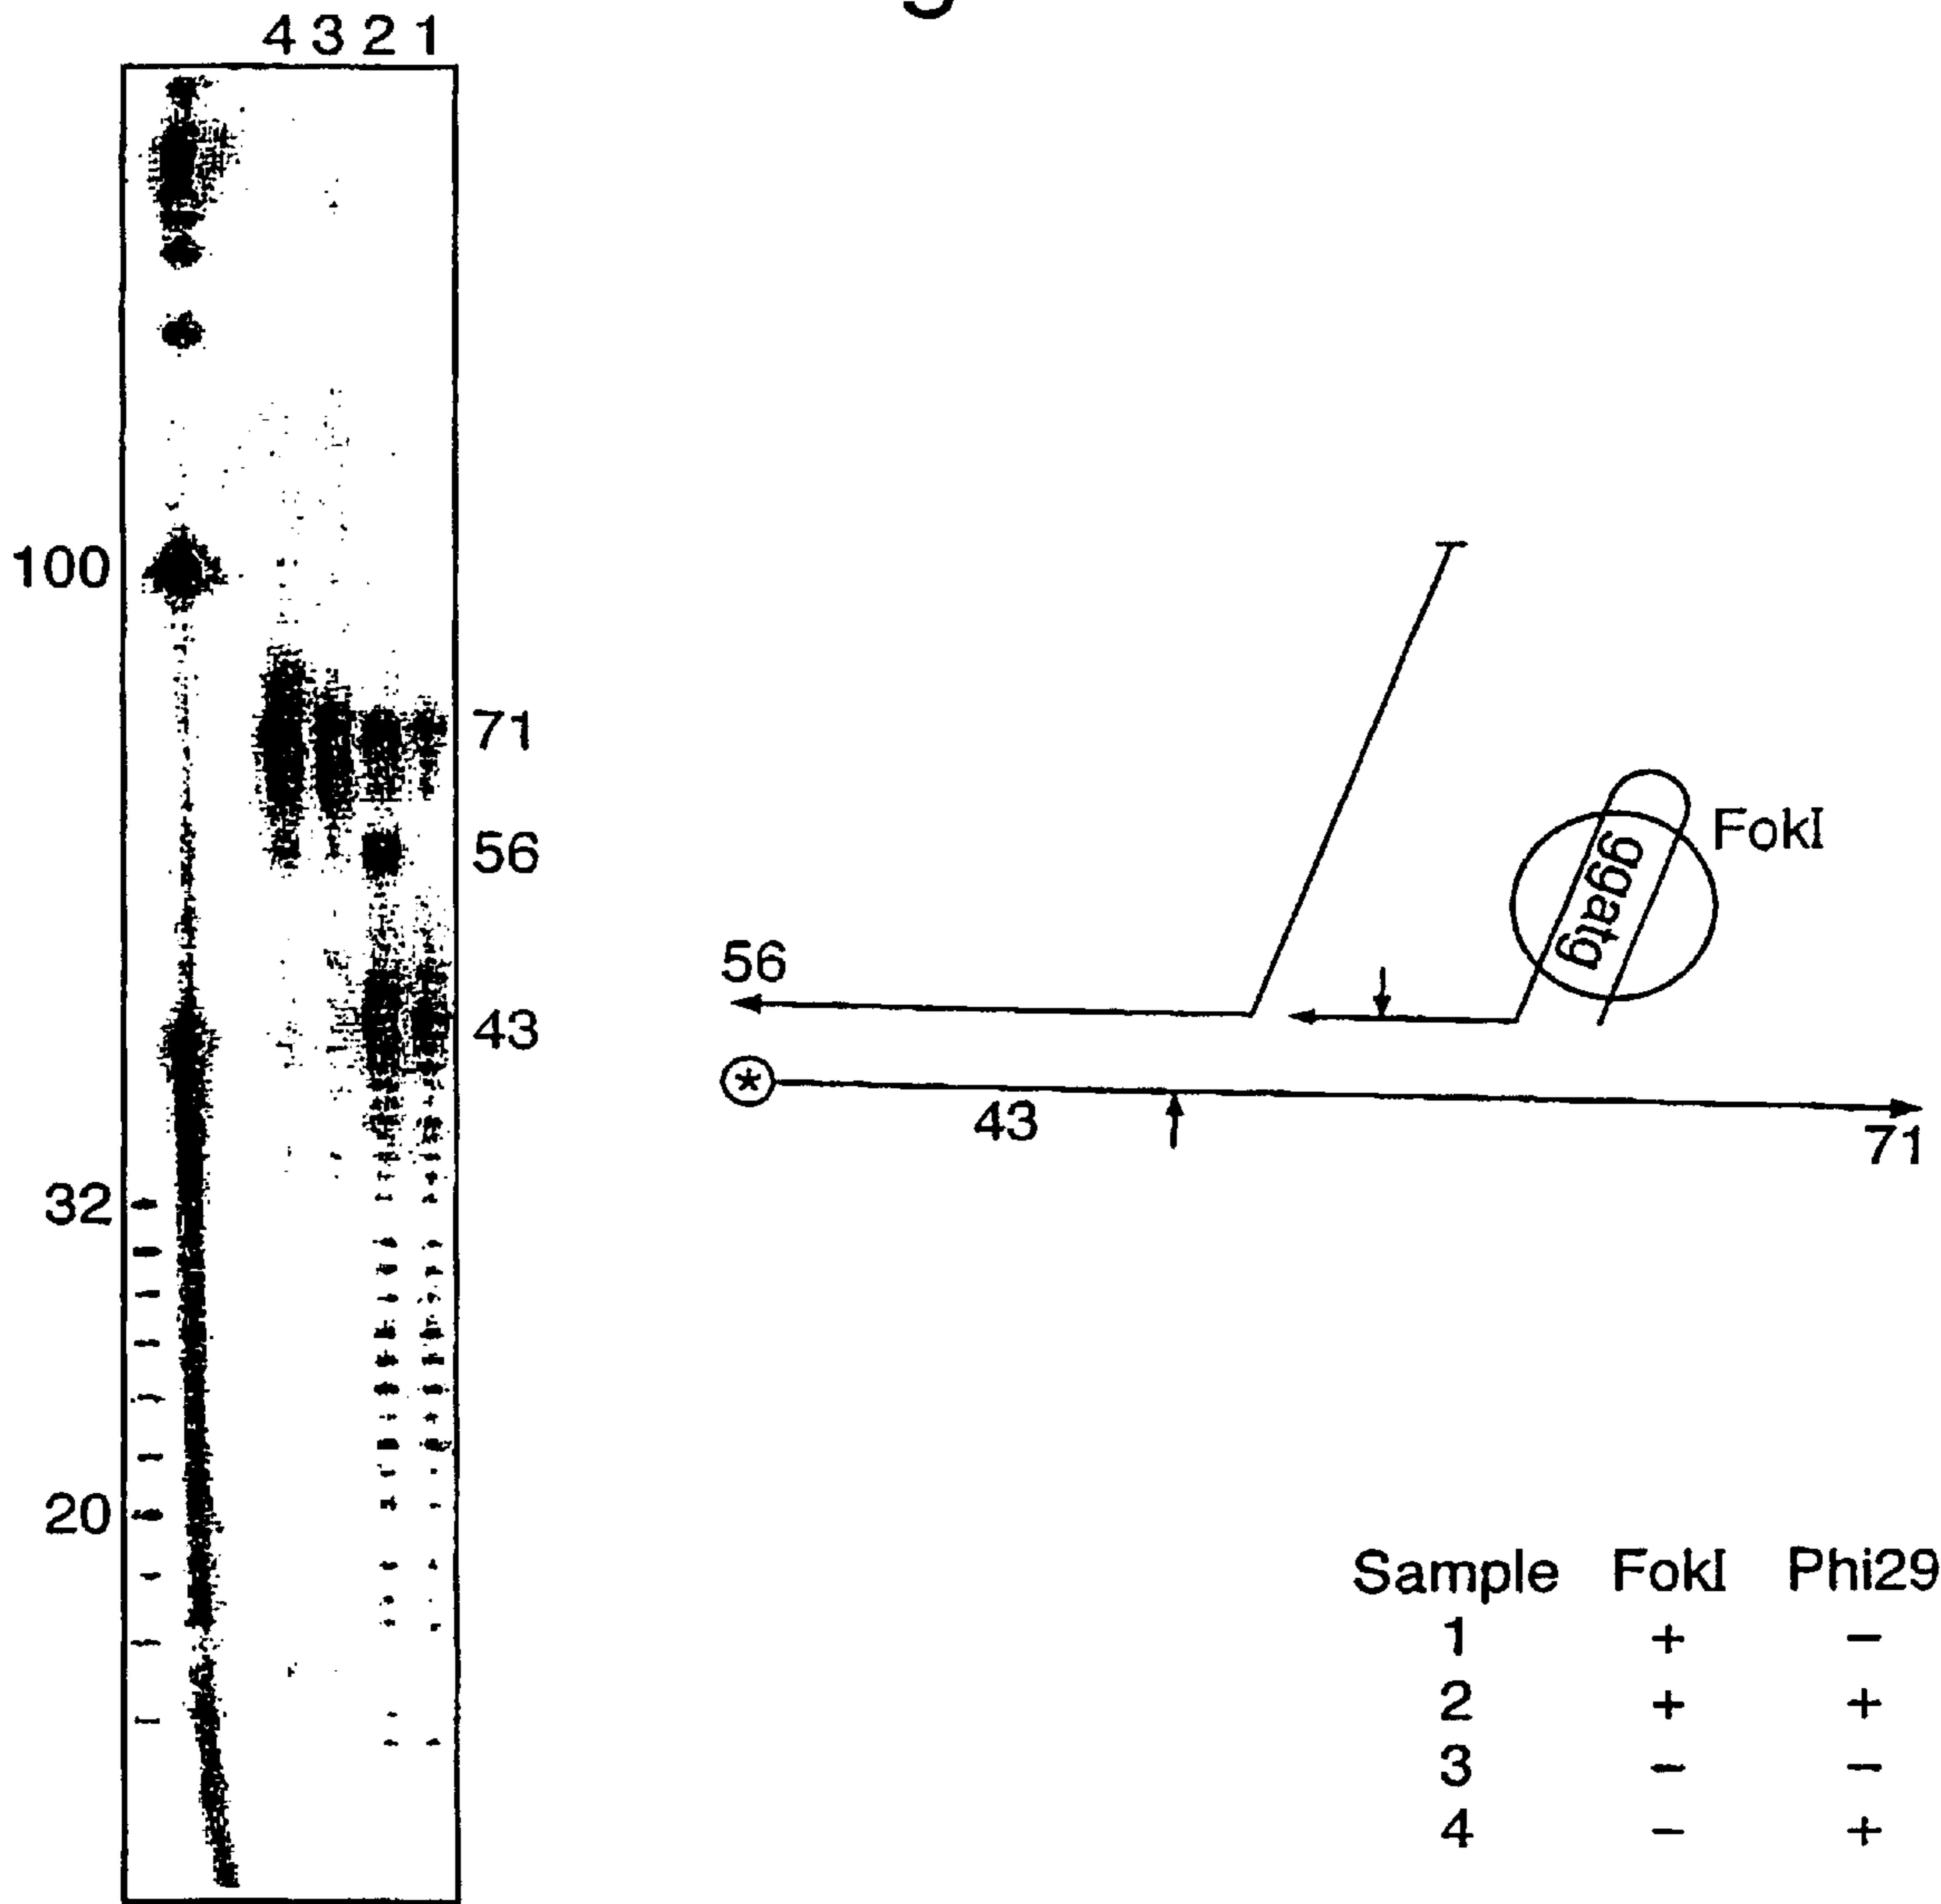 4 3 2 1
100
71
56
43
32
20
56
43
71
FokI
ggatg
*
Sample FokI Phi29
1 + −
2 + +
3 − −
4 − +